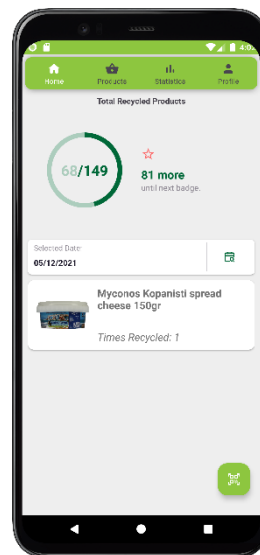 Home Products Statistics Profile
Total Recycled Products
68/149
81 more
until next badge.
Selected Date:
05/12/2021
Myconos Kopanisti spread
cheese 150gr
Times Recycled: 1